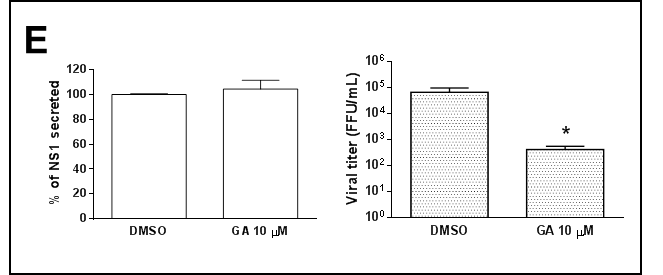 E
% of NS1 secreted
120
100
80
60
40
20
0
DMSO
GA 10 µM
Viral titer (FFU/mL)
10⁶
10⁵
10⁴
10³
10²
10¹
10⁰
*
DMSO
GA 10 µM